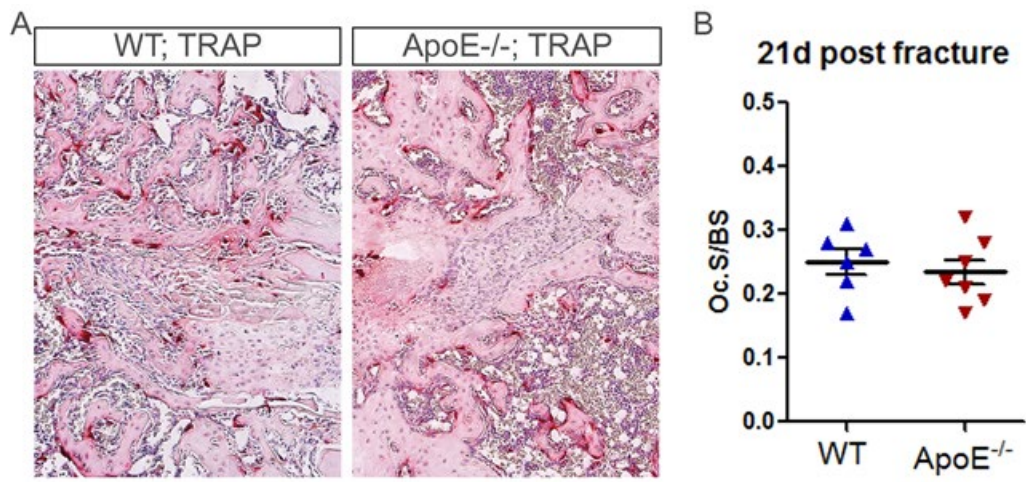 A
WT; TRAP
ApoE-/-; TRAP
B
21d post fracture
Oc.S/BS
0.5
0.4
0.3
0.2
0.1
0.0
WT
ApoE-/-